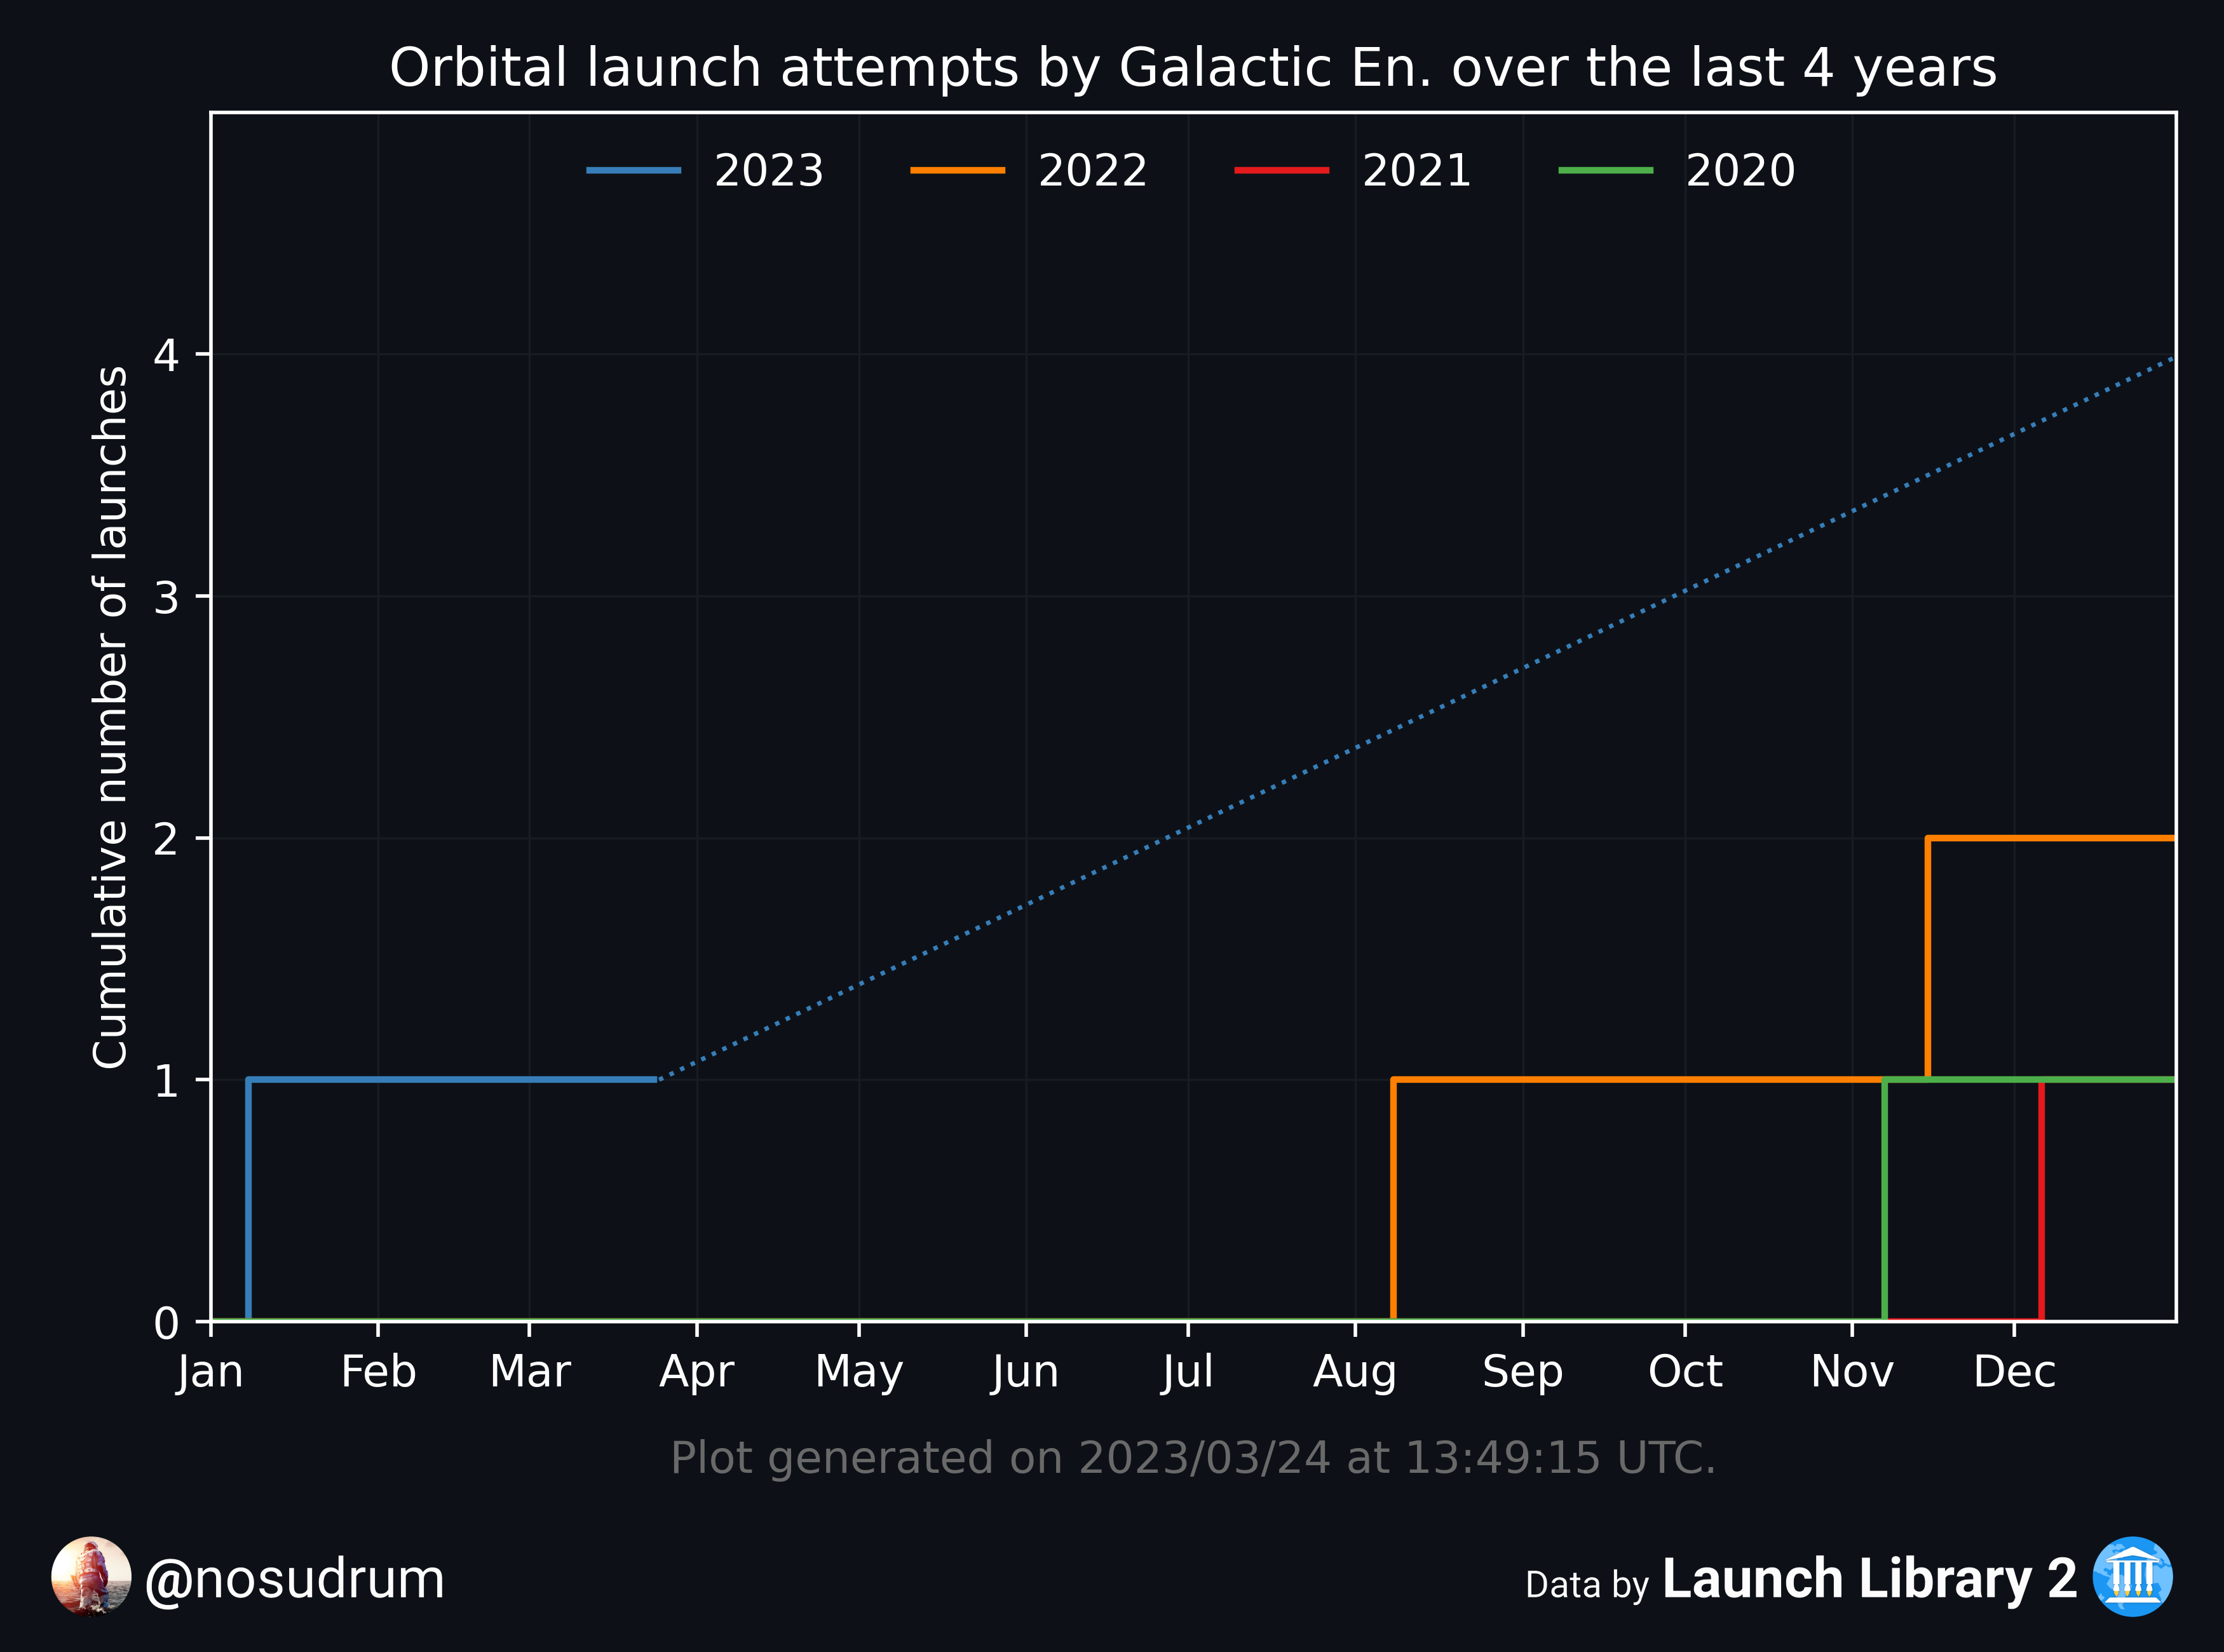 Orbital launch attempts by Galactic En. over the last 4 years
2023 2022 2021 2020
Cumulative number of launches
4
3
2
1
0
Jan Feb Mar Apr May Jun Jul Aug Sep Oct Nov Dec
Plot generated on 2023/03/24 at 13:49:15 UTC.
@nosudrum
Data by Launch Library 2